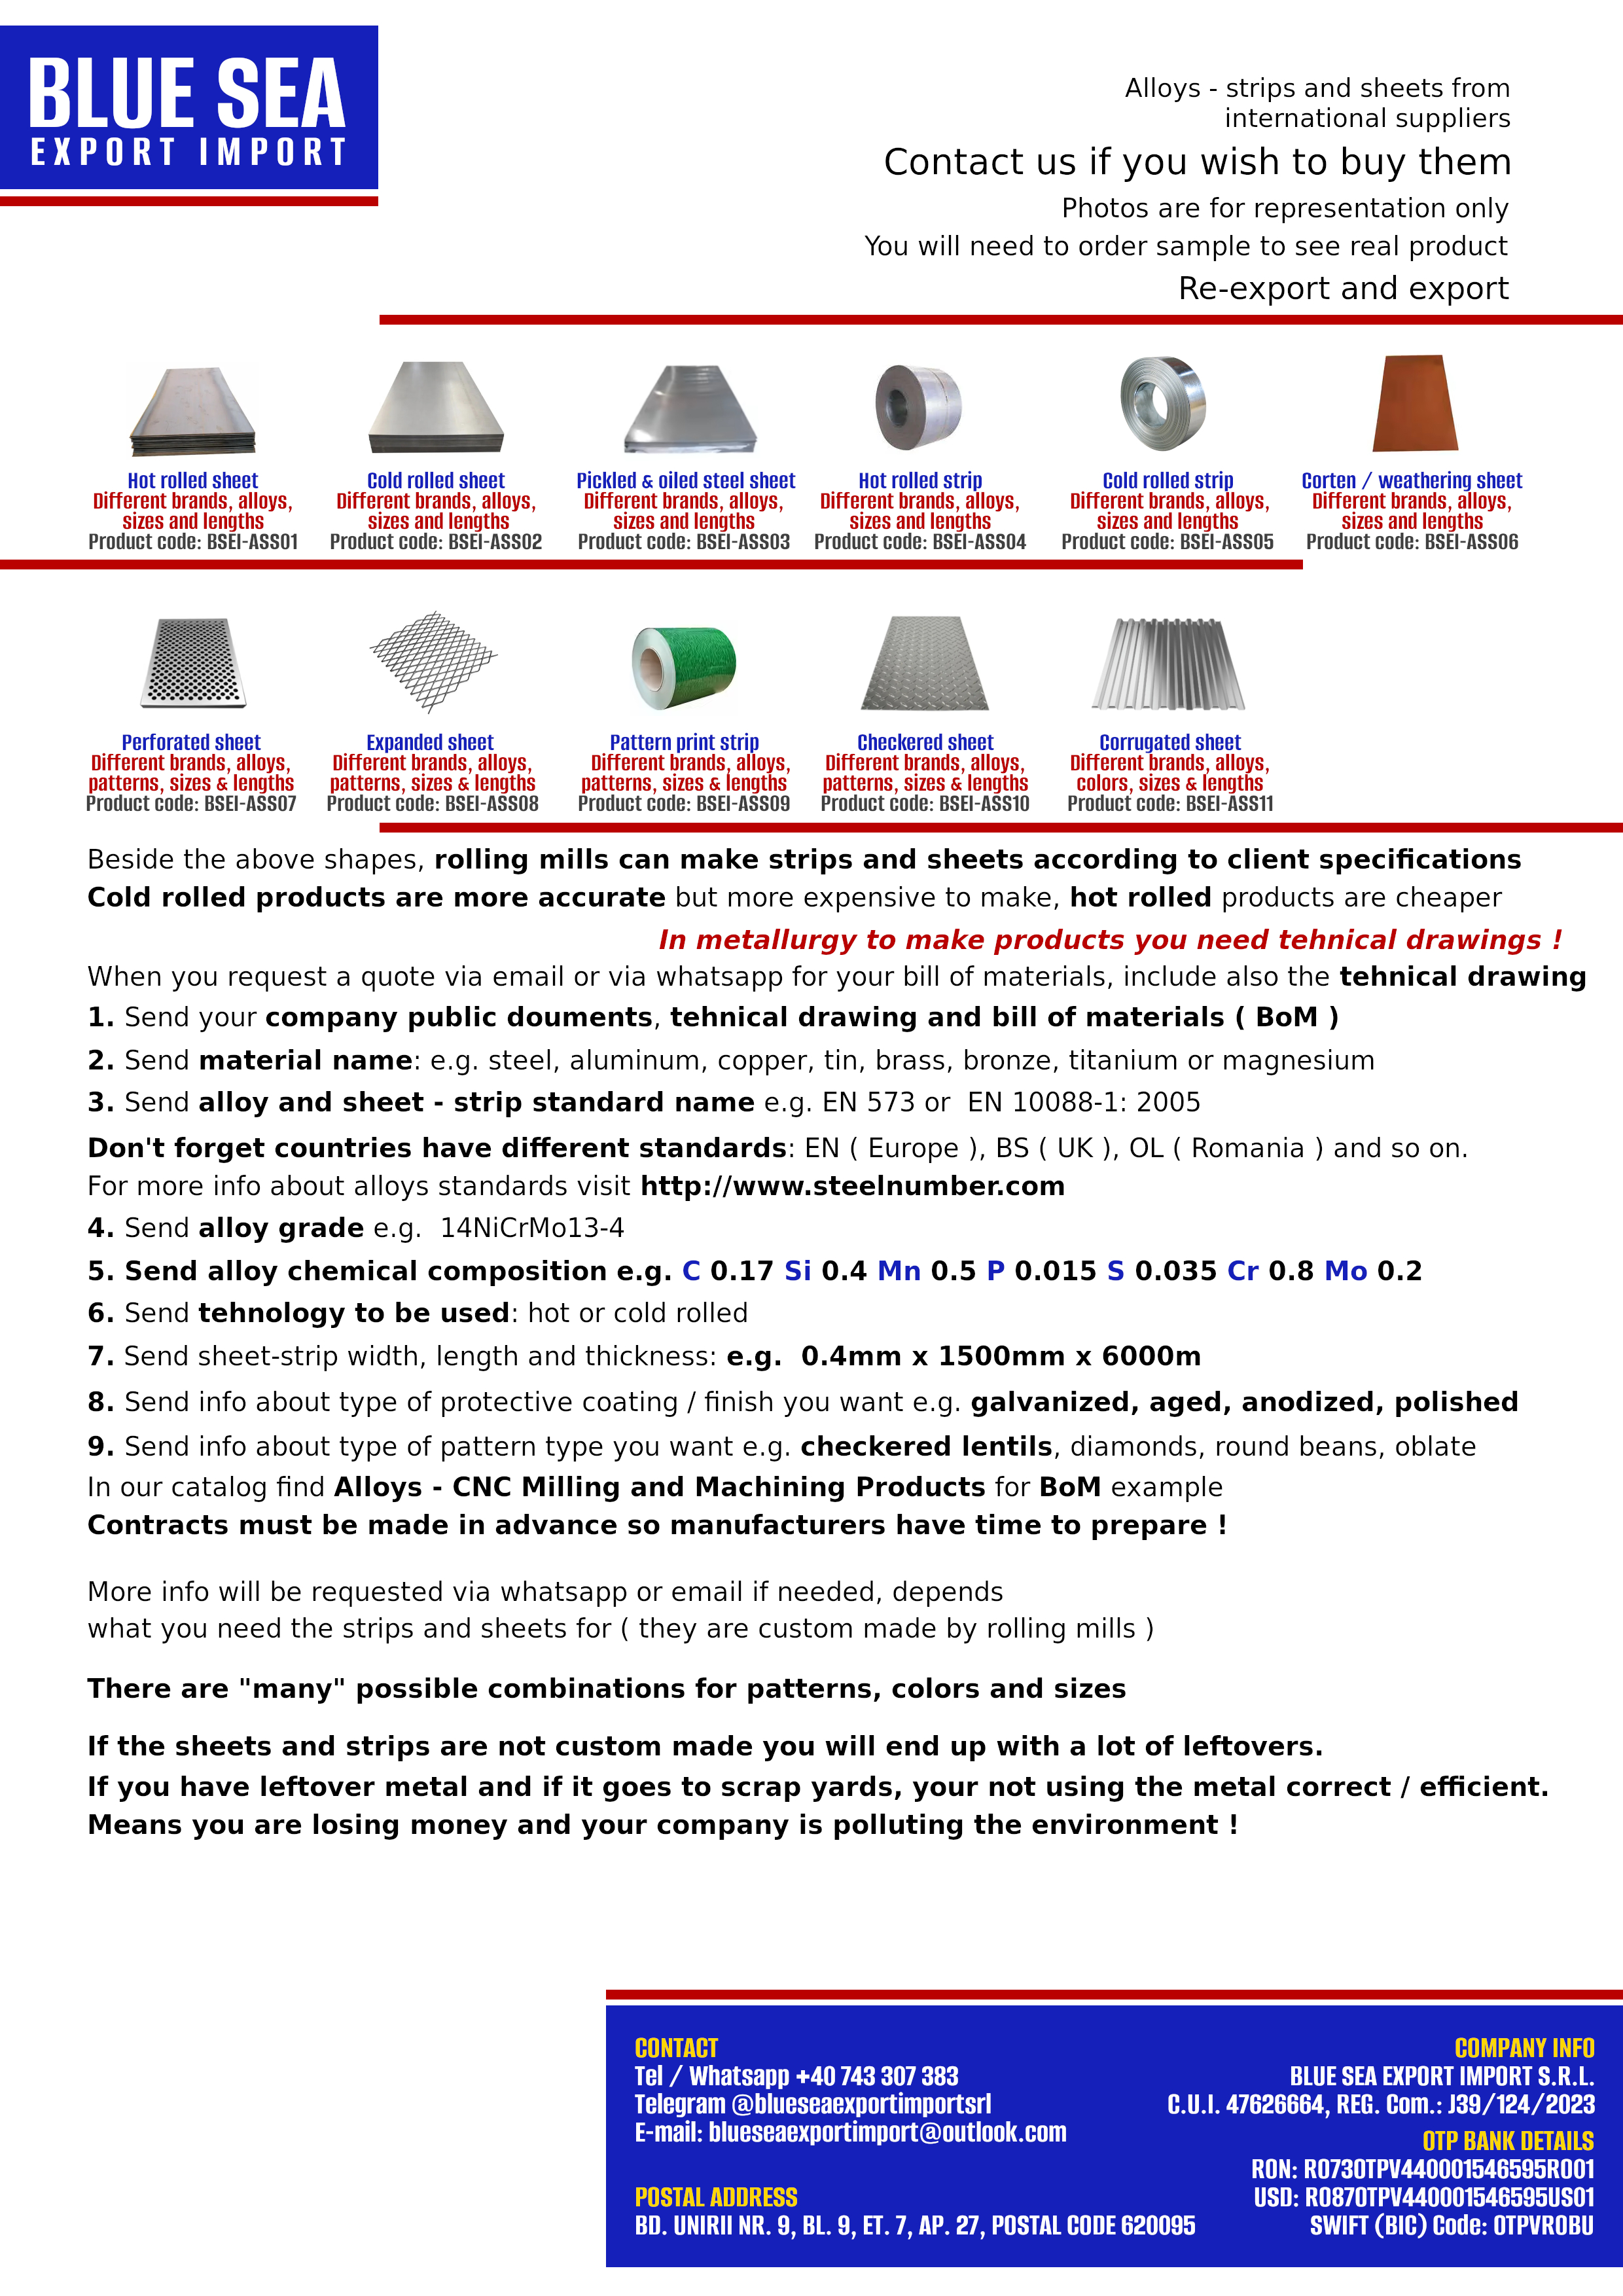 BLUE SEA
EXPORT IMPORT
Alloys - strips and sheets from
international suppliers
Contact us if you wish to buy them
Photos are for representation only
You will need to order sample to see real product
Re-export and export
Hot rolled sheet
Different brands, alloys,
sizes and lengths
Product code: BSEI-ASS01
Cold rolled sheet
Different brands, alloys,
sizes and lengths
Product code: BSEI-ASS02
Pickled & oiled steel sheet
Different brands, alloys,
sizes and lengths
Product code: BSEI-ASS03
Hot rolled strip
Different brands, alloys,
sizes and lengths
Product code: BSEI-ASS04
Cold rolled strip
Different brands, alloys,
sizes and lengths
Product code: BSEI-ASS05
Corten / weathering sheet
Different brands, alloys,
sizes and lengths
Product code: BSEI-ASS06
Perforated sheet
Different brands, alloys,
patterns, sizes & lengths
Product code: BSEI-ASS07
Expanded sheet
Different brands, alloys,
patterns, sizes & lengths
Product code: BSEI-ASS08
Pattern print strip
Different brands, alloys,
patterns, sizes & lengths
Product code: BSEI-ASS09
Checkered sheet
Different brands, alloys,
patterns, sizes & lengths
Product code: BSEI-ASS10
Corrugated sheet
Different brands, alloys,
colors, sizes & lengths
Product code: BSEI-ASS11
Beside the above shapes, rolling mills can make strips and sheets according to client specifications
Cold rolled products are more accurate but more expensive to make, hot rolled products are cheaper
In metallurgy to make products you need tehnical drawings !
When you request a quote via email or via whatsapp for your bill of materials, include also the tehnical drawing
1. Send your company public douments, tehnical drawing and bill of materials ( BoM )
2. Send material name: e.g. steel, aluminum, copper, tin, brass, bronze, titanium or magnesium
3. Send alloy and sheet - strip standard name e.g. EN 573 or  EN 10088-1: 2005
Don't forget countries have different standards: EN ( Europe ), BS ( UK ), OL ( Romania ) and so on.
For more info about alloys standards visit http://www.steelnumber.com
4. Send alloy grade e.g.  14NiCrMo13-4
5. Send alloy chemical composition e.g. C 0.17 Si 0.4 Mn 0.5 P 0.015 S 0.035 Cr 0.8 Mo 0.2
6. Send tehnology to be used: hot or cold rolled
7. Send sheet-strip width, length and thickness: e.g.  0.4mm x 1500mm x 6000m
8. Send info about type of protective coating / finish you want e.g. galvanized, aged, anodized, polished
9. Send info about type of pattern type you want e.g. checkered lentils, diamonds, round beans, oblate
In our catalog find Alloys - CNC Milling and Machining Products for BoM example
Contracts must be made in advance so manufacturers have time to prepare !
More info will be requested via whatsapp or email if needed, depends
what you need the strips and sheets for ( they are custom made by rolling mills )
There are "many" possible combinations for patterns, colors and sizes
If the sheets and strips are not custom made you will end up with a lot of leftovers.
If you have leftover metal and if it goes to scrap yards, your not using the metal correct / efficient.
Means you are losing money and your company is polluting the environment !
CONTACT
Tel / Whatsapp +40 743 307 383
Telegram @blueseaexportimportsrl
E-mail: blueseaexportimport@outlook.com
POSTAL ADDRESS
BD. UNIRII NR. 9, BL. 9, ET. 7, AP. 27, POSTAL CODE 620095
COMPANY INFO
BLUE SEA EXPORT IMPORT S.R.L.
C.U.I. 47626664, REG. Com.: J39/124/2023
OTP BANK DETAILS
RON: RO73OTPV440001546595RO01
USD: RO87OTPV440001546595US01
SWIFT (BIC) Code: OTPVROBU